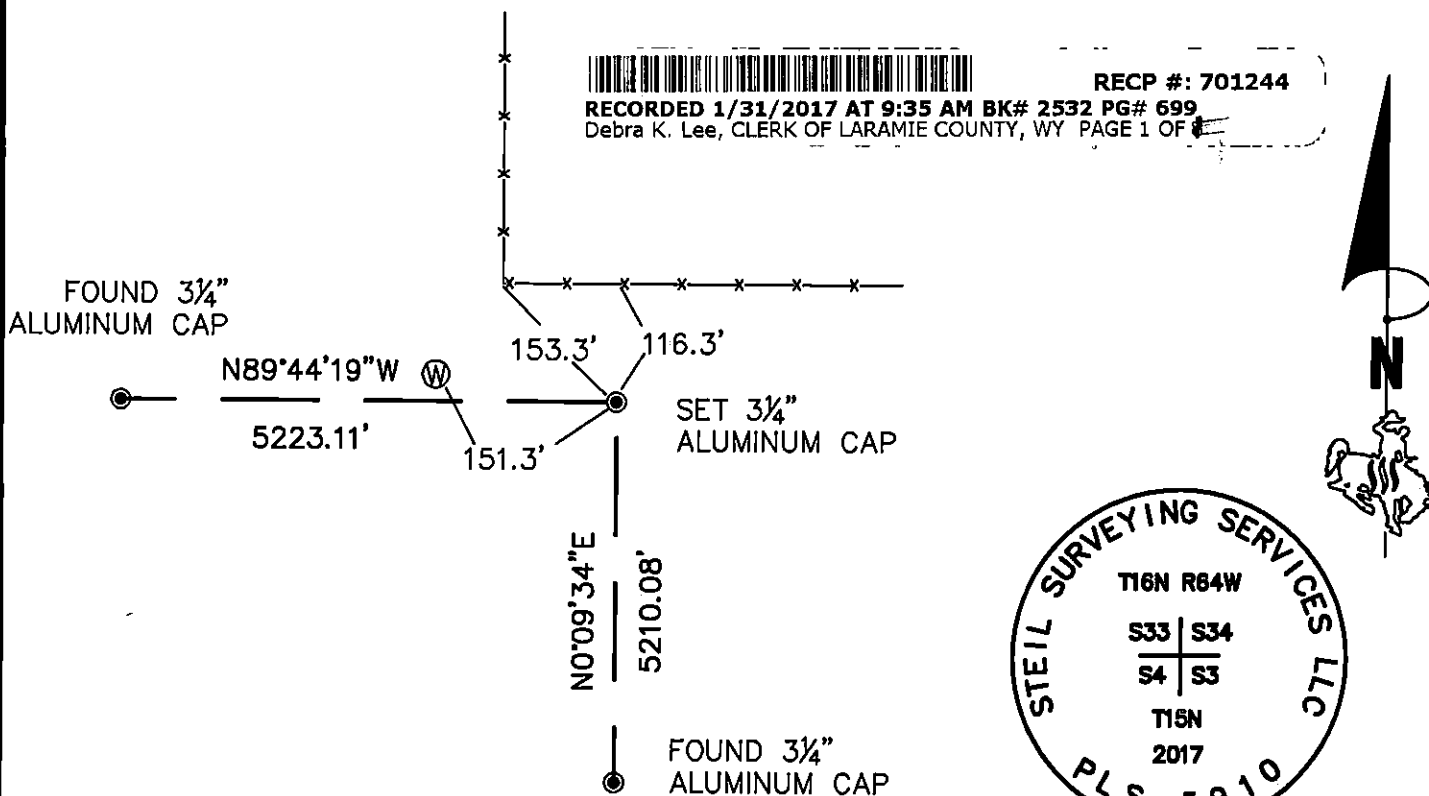 RECP #: 701244
RECORDED 1/31/2017 AT 9:35 AM BK# 2532 PG# 699
Debra K. Lee, CLERK OF LARAMIE COUNTY, WY PAGE 1 OF
FOUND 3¼"
ALUMINUM CAP
153.3'
116.3'
N89°44'19"W
W
5223.11'
151.3'
SET 3¼"
ALUMINUM CAP
N
N0°09'34"E
5210.08'
FOUND 3¼"
ALUMINUM CAP
STEIL SURVEYING SERVICES LLC
T16N R64W
S33 S34
S4 S3
T15N
2017
PLS